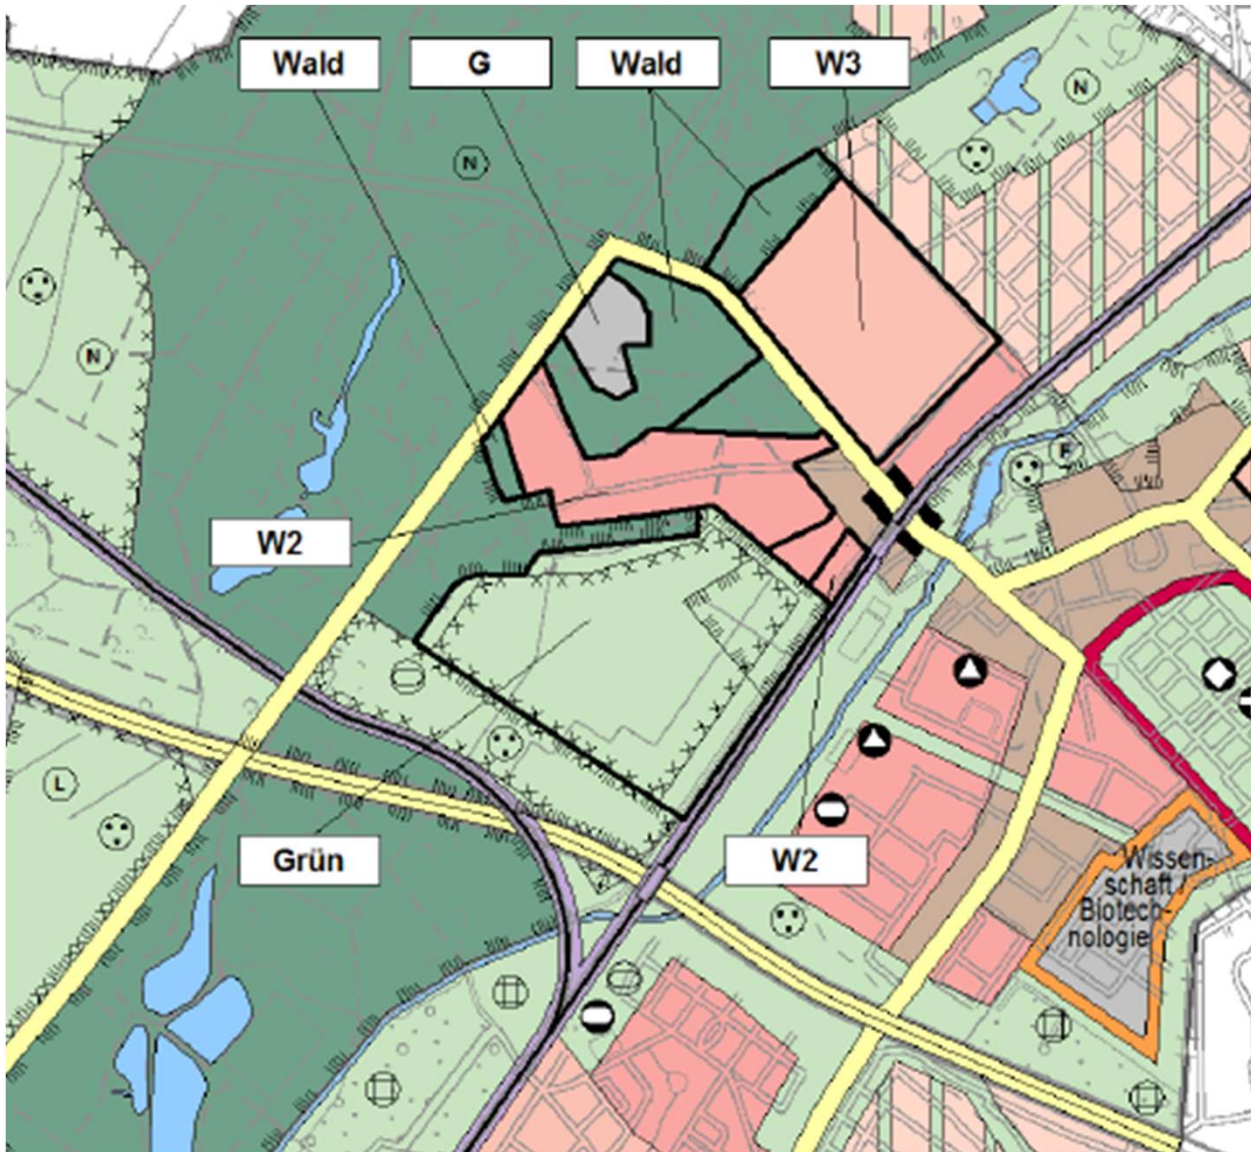 Wald
G
Wald
W3
N
N
N
F
W2
L
Grün
W2
Wissen-
schaft /
Biotech-
nologie